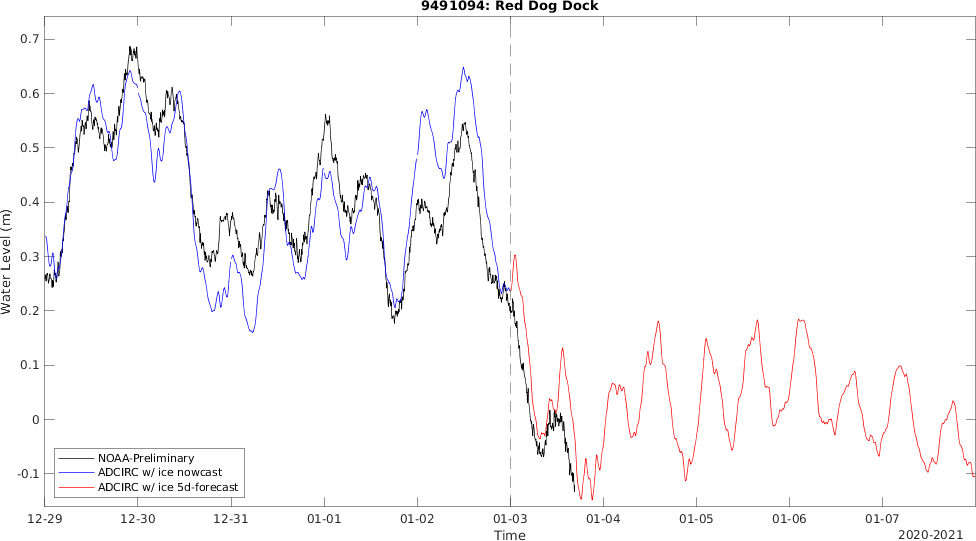 9491094: Red Dog Dock
0.7
0.6
0.5
0.4
0.3
0.2
0.1
0
-0.1
Water Level (m)
NOAA-Preliminary
ADCIRC w/ ice nowcast
ADCIRC w/ ice 5d-forecast
12-29 12-30 12-31 01-01 01-02 01-03 01-04 01-05 01-06 01-07
Time
2020-2021